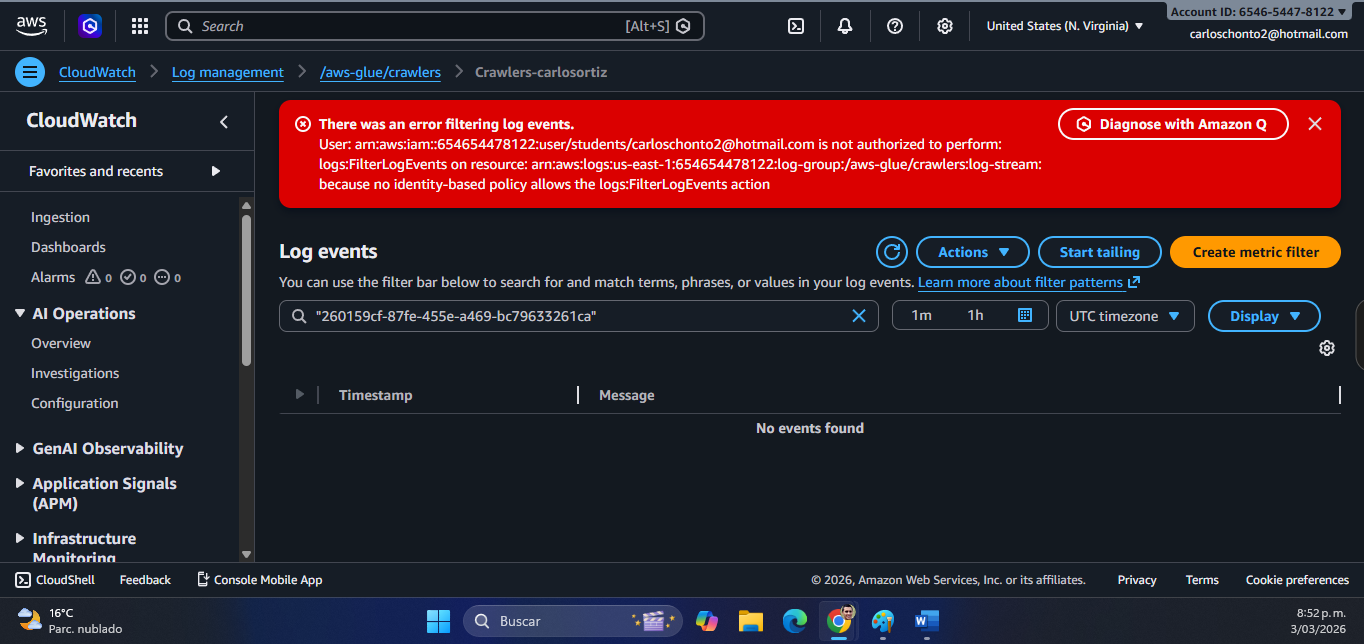 aws
Search
[Alt+S]
United States (N. Virginia)
Account ID: 6546-5447-8122
carloschonto2@hotmail.com
CloudWatch
Log management
/aws-glue/crawlers
Crawlers-carlosortiz
CloudWatch
Favorites and recents
Ingestion
Dashboards
Alarms 0 0 0
AI Operations
Overview
Investigations
Configuration
GenAI Observability
Application Signals
(APM)
Infrastructure
Monitoring
There was an error filtering log events.
User: arn:aws:iam::654654478122:user/students/carloschonto2@hotmail.com is not authorized to perform:
logs:FilterLogEvents on resource: arn:aws:logs:us-east-1:654654478122:log-group:/aws-glue/crawlers:log-stream:
because no identity-based policy allows the logs:FilterLogEvents action
Diagnose with Amazon Q
Log events
Actions
Start tailing
Create metric filter
You can use the filter bar below to search for and match terms, phrases, or values in your log events. Learn more about filter patterns
"260159cf-87fe-455e-a469-bc79633261ca"
1m
1h
UTC timezone
Display
Timestamp
Message
No events found
CloudShell
Feedback
Console Mobile App
© 2026, Amazon Web Services, Inc. or its affiliates.
Privacy
Terms
Cookie preferences
16°C
Parc. nublado
Buscar
W
8:52 p.m.
3/03/2026